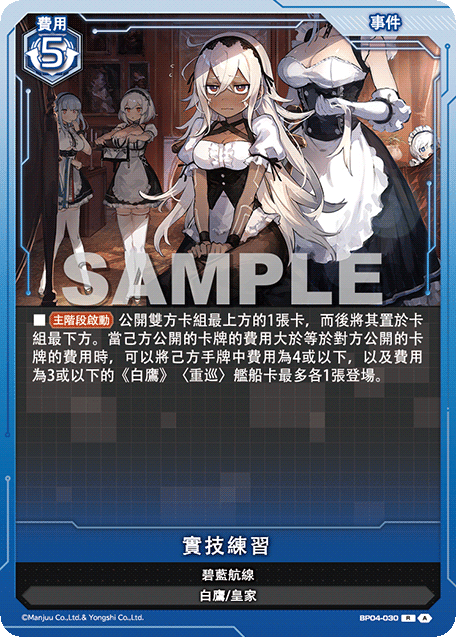 費用
5
事件
SAMPLE
■ 主階段啟動 公開雙方卡組最上方的1張卡，而後將其置於卡
組最下方。當己方公開的卡牌的費用大於等於對方公開的卡
牌的費用時，可以將己方手牌中費用為4或以下，以及費用
為3或以下的《白鷹》〈重巡〉艦船卡最多各1張登場。
實技練習
碧藍航線
白鷹/皇家
©Manjuu Co.,Ltd.& Yongshi Co.,Ltd.
BP04-030 R A